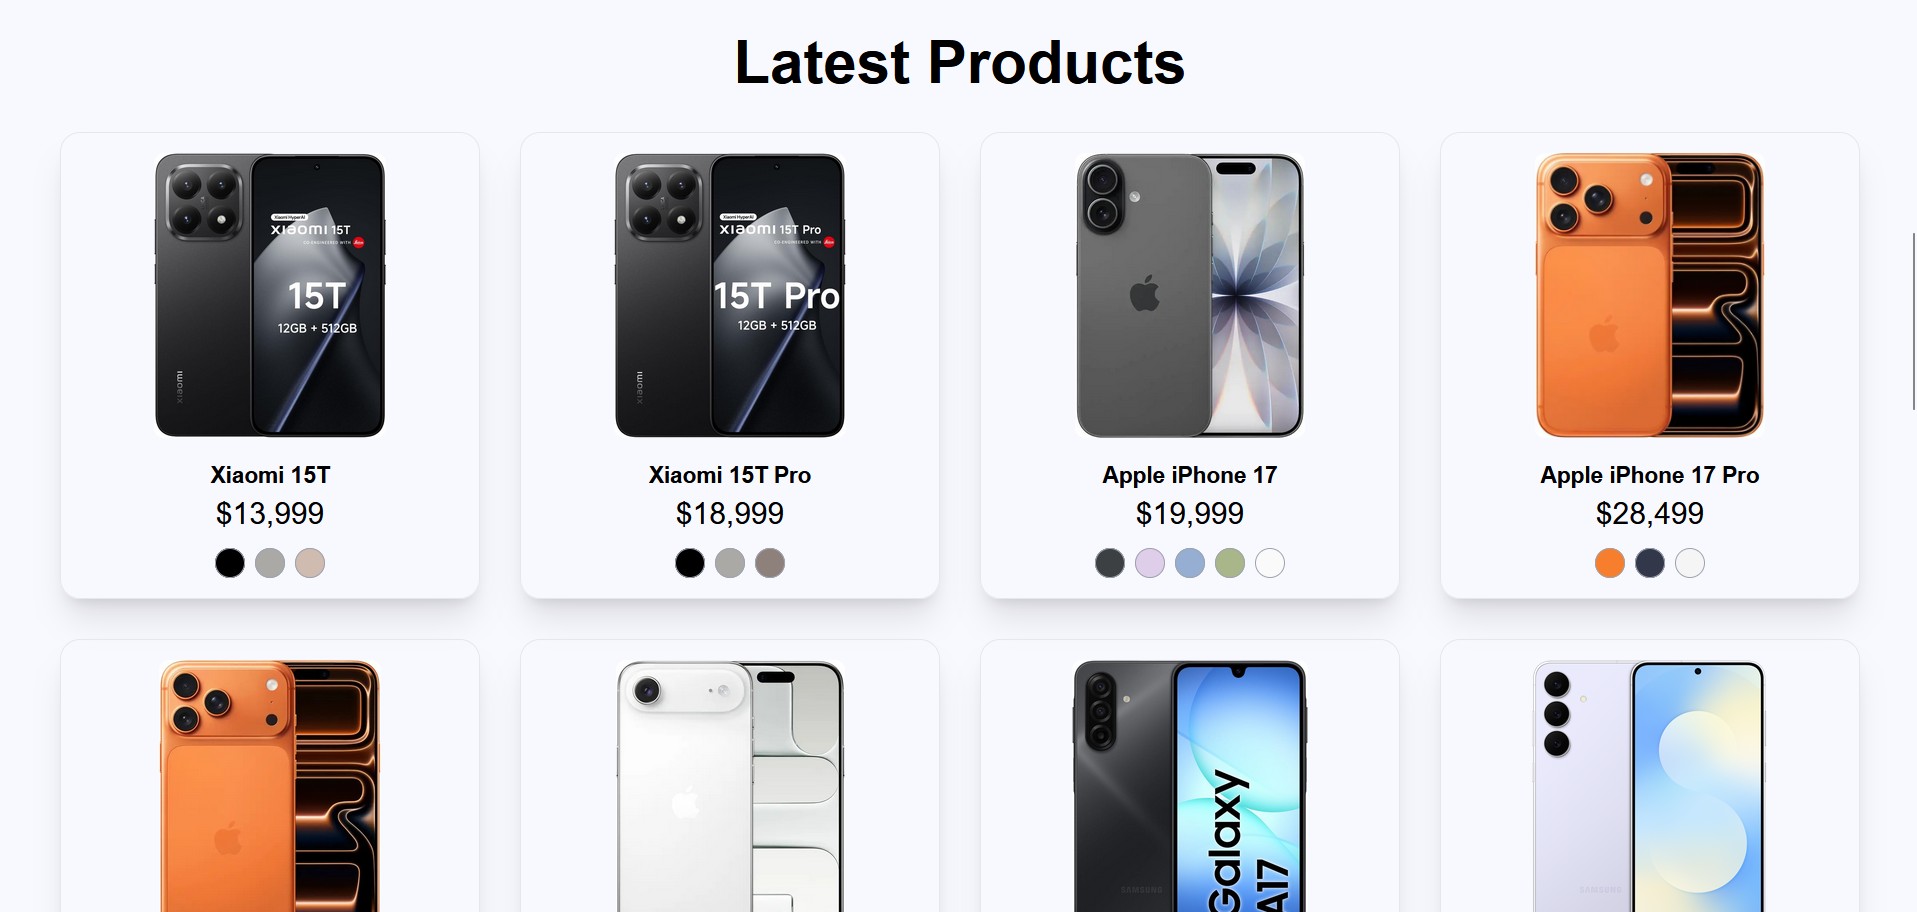 Latest Products
Xiaomi HyperAI
xiaomi 15T
CO-ENGINEERED WITH
15T
12GB + 512GB
xiaomi
Xiaomi HyperAI
xiaomi 15T Pro
CO-ENGINEERED WITH
15T Pro
12GB + 512GB
xiaomi
Xiaomi 15T
$13,999
Xiaomi 15T Pro
$18,999
Apple iPhone 17
$19,999
Apple iPhone 17 Pro
$28,499
SAMSUNG
Galaxy
A17
SAMSUNG